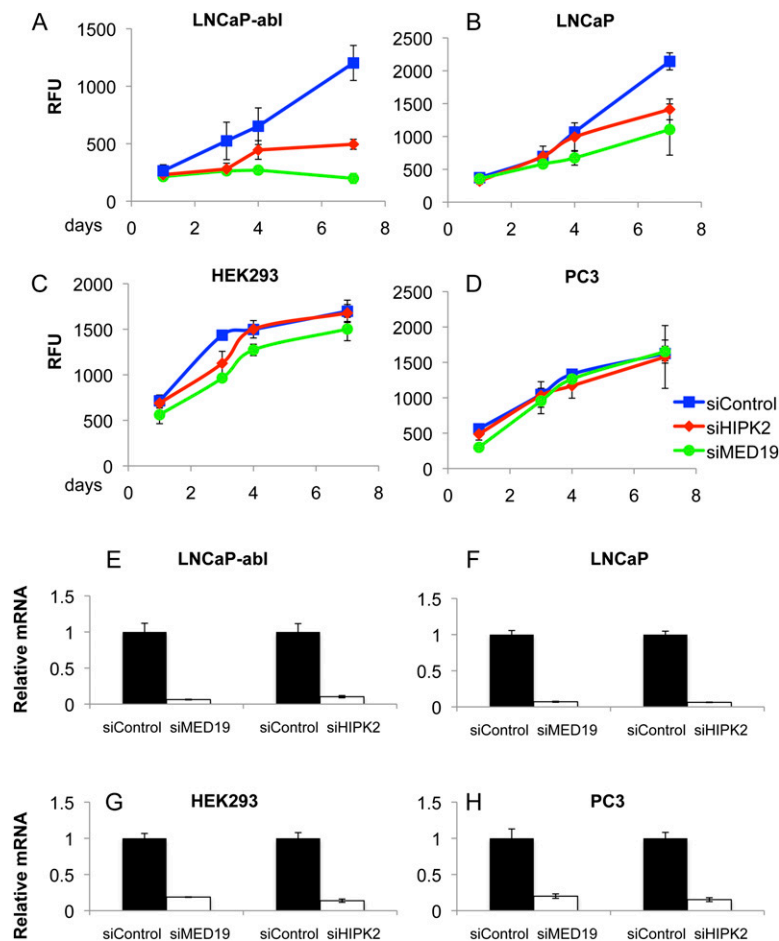 A LNCaP-abl
B LNCaP
1500
1000
500
0
RFU
days
0 2 4 6 8
2500
2000
1500
1000
500
0
0 2 4 6 8
C HEK293
D PC3
2000
1500
1000
500
0
RFU
days
0 2 4 6 8
2500
2000
1500
1000
500
0
0 2 4 6 8
siControl
siHIPK2
siMED19
E LNCaP-abl
F LNCaP
Relative mRNA
1.5
1
0.5
0
siControl siMED19 siControl siHIPK2
1.5
1
0.5
0
siControl siMED19 siControl siHIPK2
G HEK293
H PC3
Relative mRNA
1.5
1
0.5
0
siControl siMED19 siControl siHIPK2
1.5
1
0.5
0
siControl siMED19 siControl siHIPK2